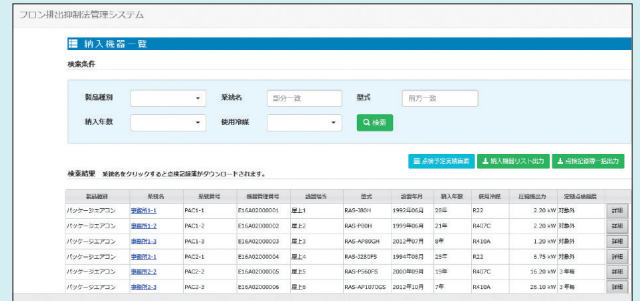 フロン排出抑制法管理システム
納入機器一覧
検索条件
製品種別 系統名 部分一致 型式 前方一致
納入年数 使用冷媒 検索
点検予定実績画面 納入機器リスト出力 点検記録簿一括出力
検索結果 系統名をクリックすると点検記録簿がダウンロードされます。
製品種別 系統名 系統番号 機器管理番号 設置場所 型式 設置年月 納入年数 使用冷媒 圧縮機出力 定期点検頻度
パッケージエアコン 事務所1-1 PAC1-1 E16A02000001 屋上1 RAS-J80H 1992年06月 28年 R22 2.20 kW 対象外 詳細
パッケージエアコン 事務所1-2 PAC1-2 E16A02000002 屋上2 RAS-P80H 1999年06月 21年 R407C 2.20 kW 対象外 詳細
パッケージエアコン 事務所1-3 PAC1-3 E16A02000003 屋上3 RAS-AP80GH 2012年07月 8年 R410A 1.20 kW 対象外 詳細
パッケージエアコン 事務所2-1 PAC2-1 E16A02000004 屋上4 RAS-J280FS 1994年08月 25年 R22 6.75 kW 対象外 詳細
パッケージエアコン 事務所2-2 PAC2-2 E16A02000005 屋上5 RAS-P560FS 2000年09月 19年 R407C 16.20 kW 3年毎 詳細
パッケージエアコン 事務所2-3 PAC2-3 E16A02000006 屋上6 RAS-AP1070GS 2012年10月 7年 R410A 28.10 kW 3年毎 詳細